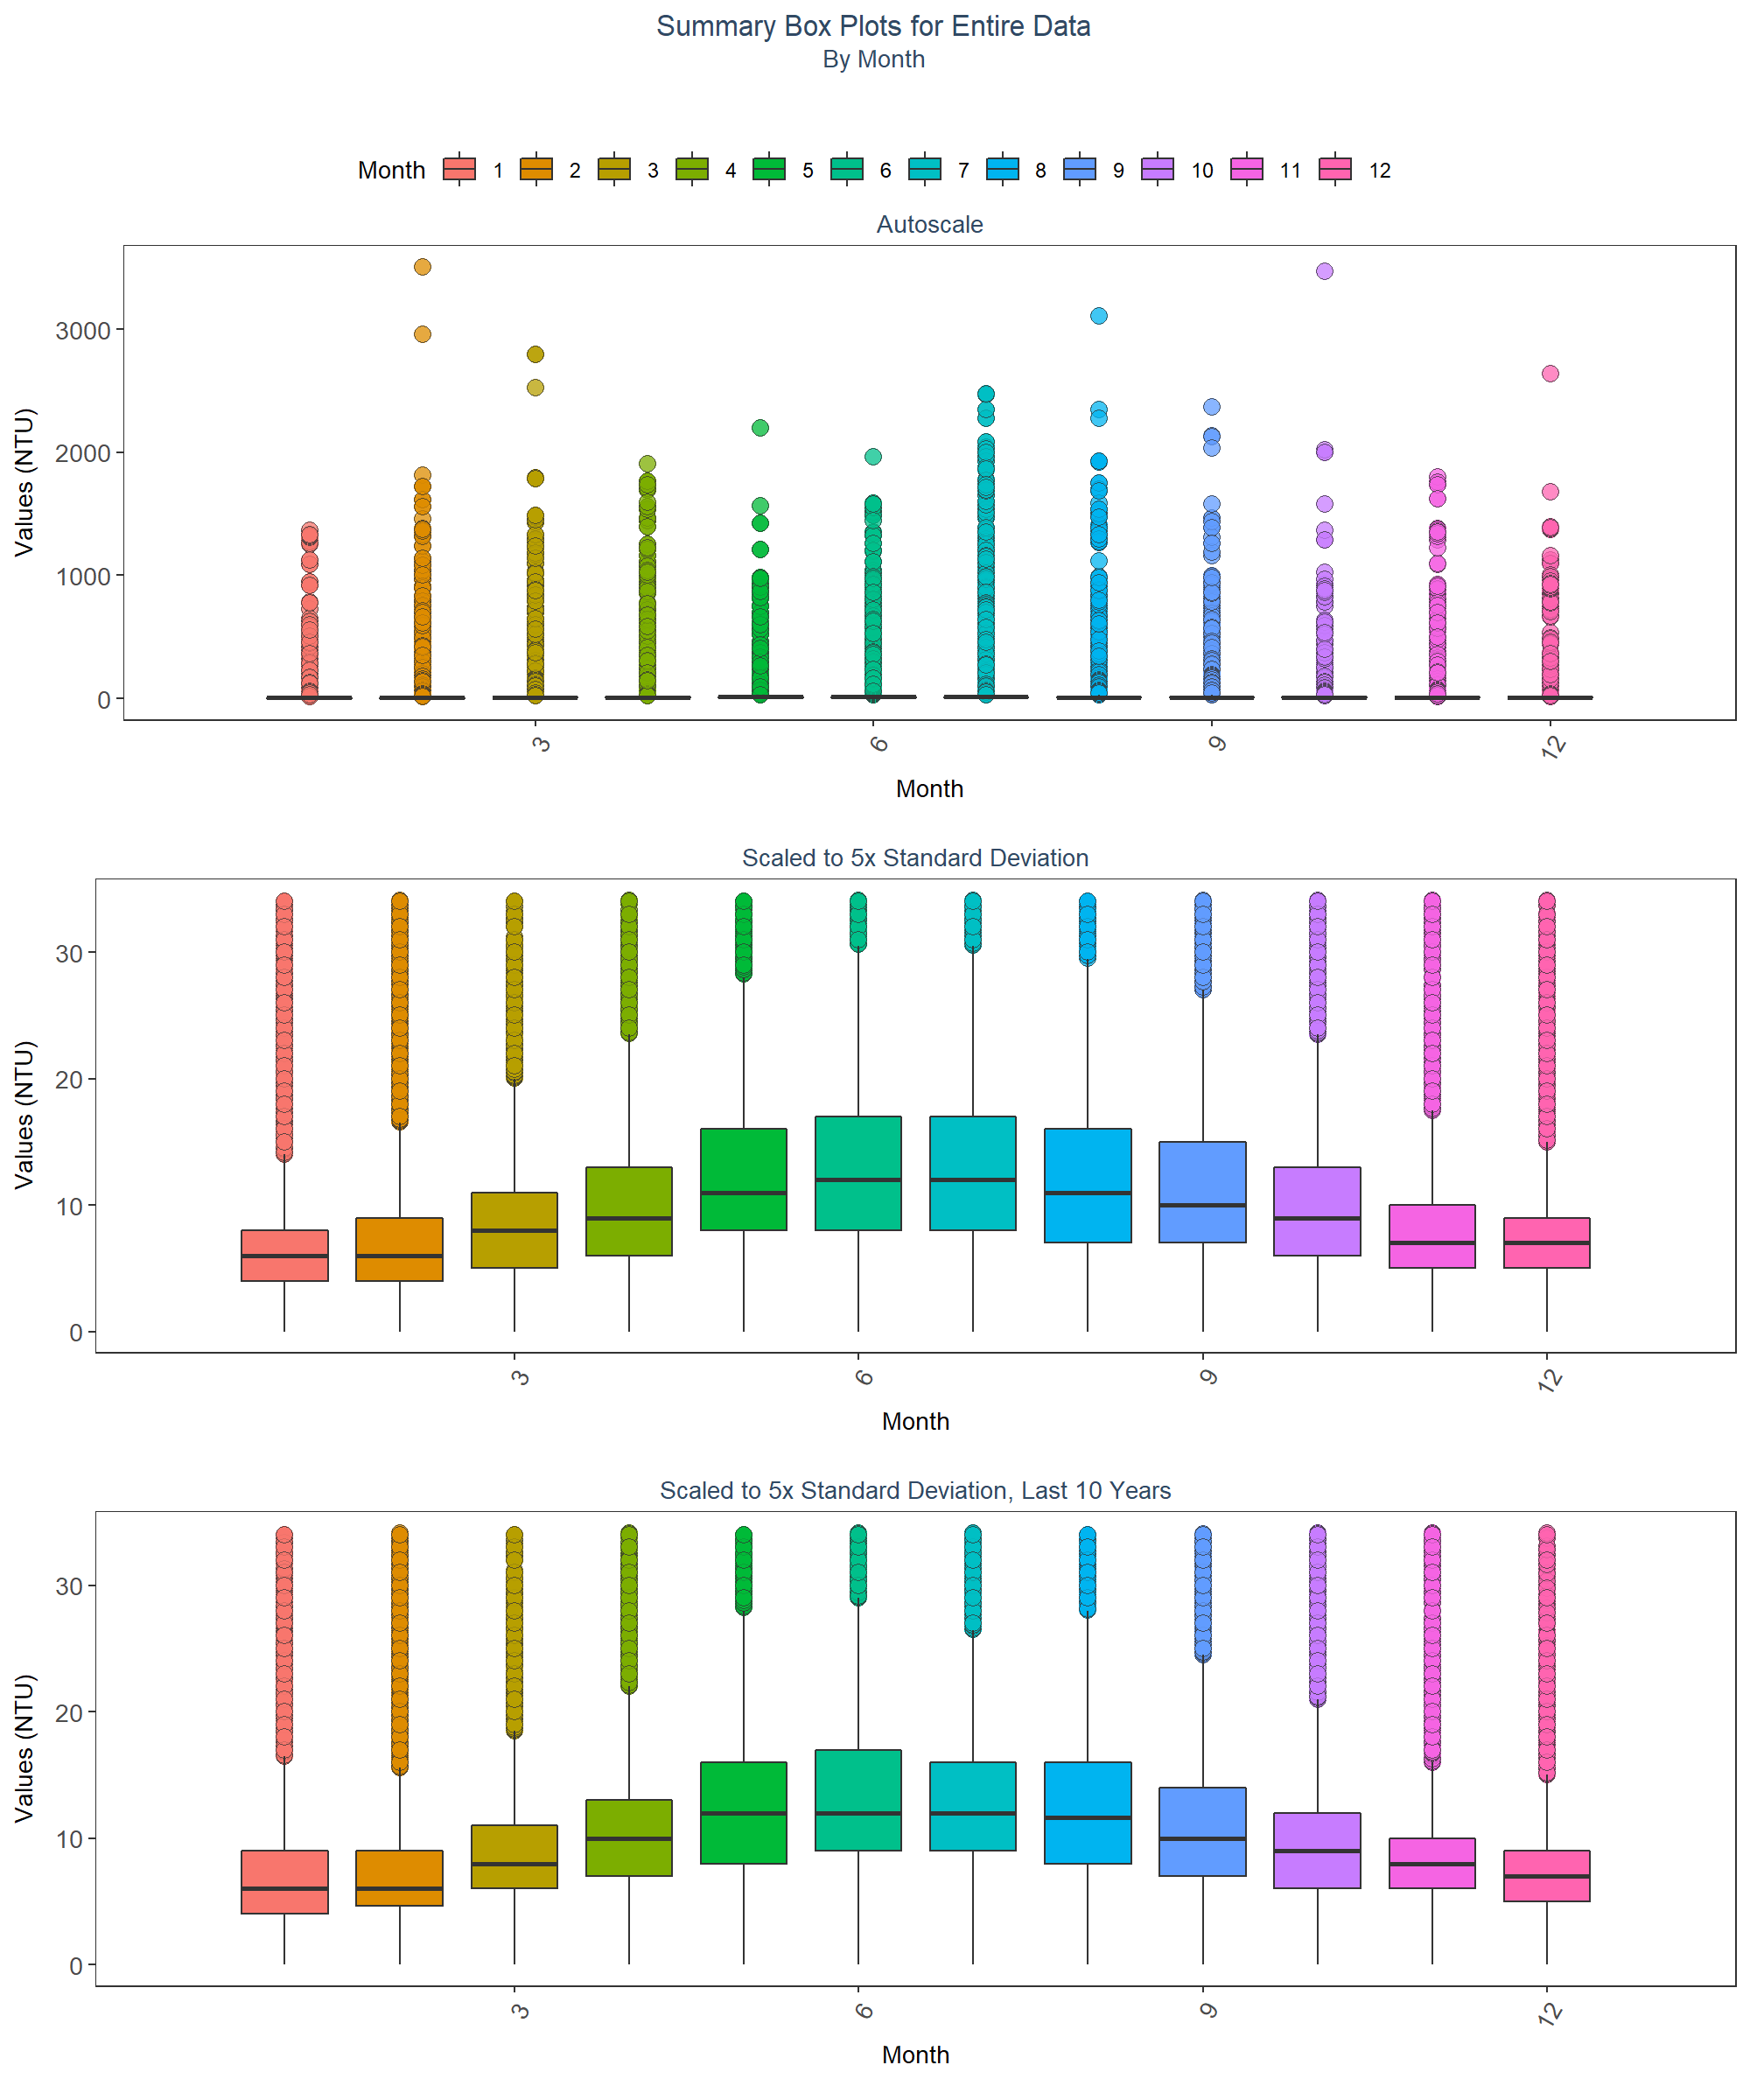 Summary Box Plots for Entire Data
By Month
Month 1 2 3 4 5 6 7 8 9 10 11 12
Autoscale
Values (NTU)
3000
2000
1000
0
3 6 9 12
Month
Scaled to 5x Standard Deviation
Values (NTU)
30
20
10
0
3 6 9 12
Month
Scaled to 5x Standard Deviation, Last 10 Years
Values (NTU)
30
20
10
0
3 6 9 12
Month